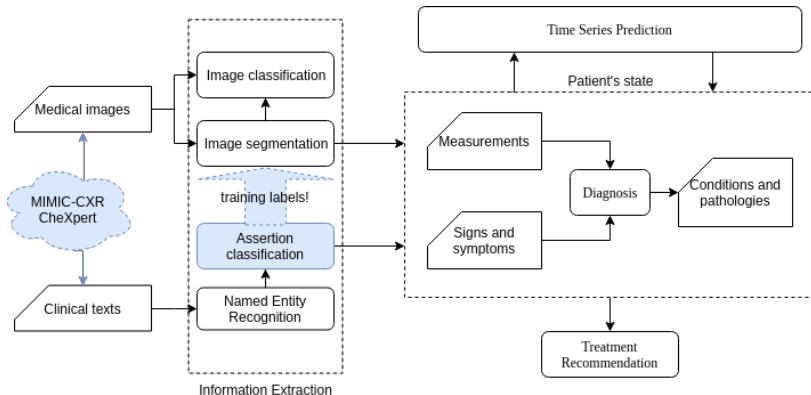 Time Series Prediction
Patient's state
Image classification
Medical images
Image segmentation
Measurements
training labels!
MIMIC-CXR
CheXpert
Diagnosis
Conditions and
pathologies
Assertion
classification
Signs and
symptoms
Clinical texts
Named Entity
Recognition
Treatment
Recommendation
Information Extraction